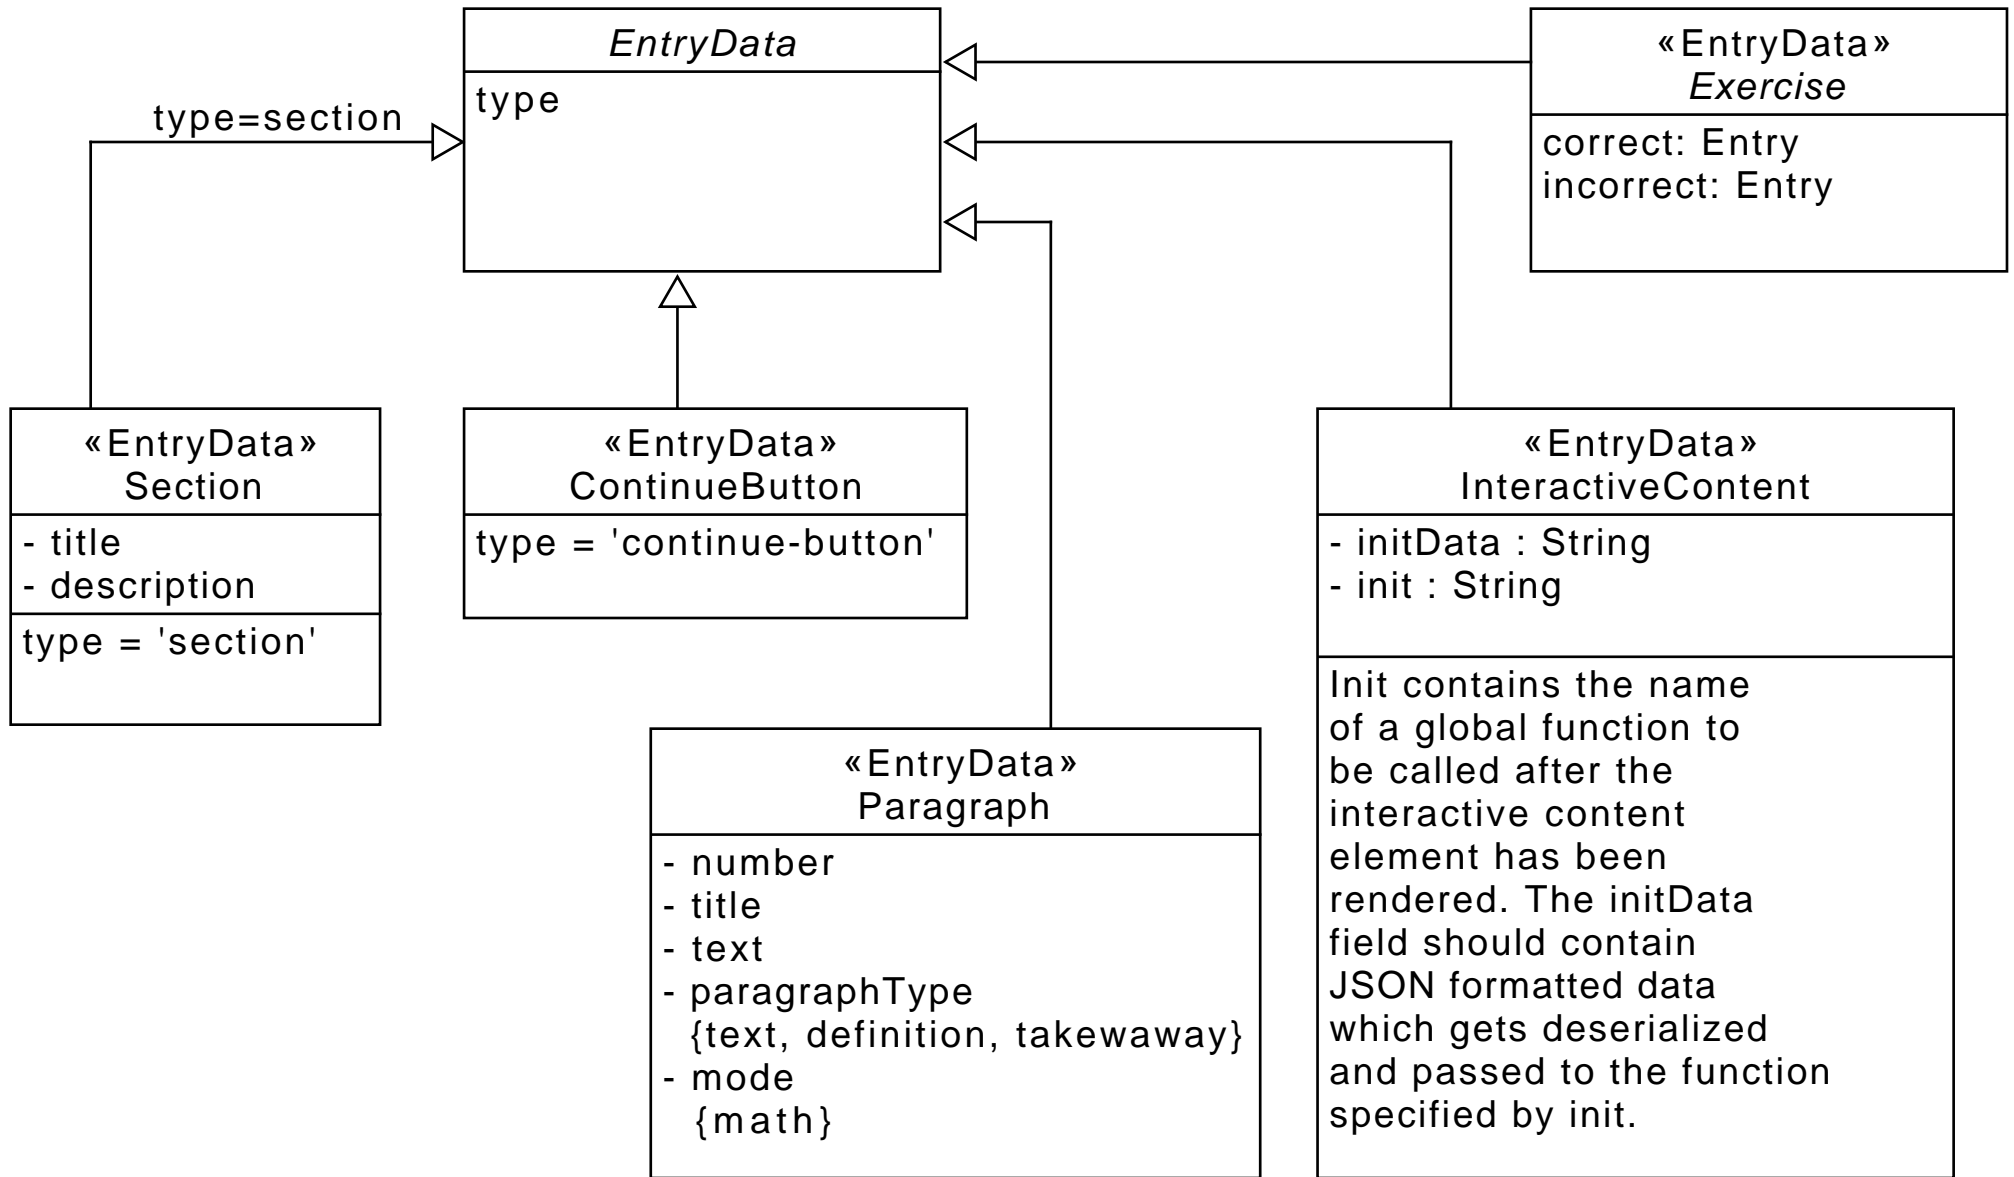 EntryData
type
«EntryData»
Exercise
correct: Entry
incorrect: Entry
type=section
«EntryData»
Section
- title
- description
type = 'section'
«EntryData»
ContinueButton
type = 'continue-button'
«EntryData»
Paragraph
- number
- title
- text
- paragraphType
{text, definition, takewaway}
- mode
{math}
«EntryData»
InteractiveContent
- initData : String
- init : String
Init contains the name
of a global function to
be called after the
interactive content
element has been
rendered. The initData
field should contain
JSON formatted data
which gets deserialized
and passed to the function
specified by init.